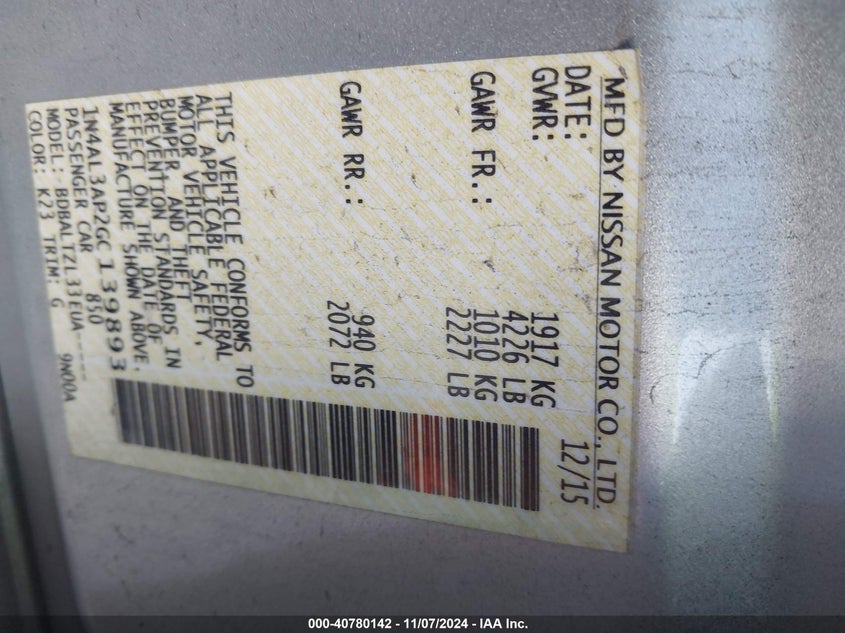 MFD BY NISSAN MOTOR CO., LTD.
DATE: 12/15
GVWR: 1917 KG
4226 LB
GAWR FR.: 1010 KG
2227 LB
GAWR RR.: 940 KG
2072 LB
THIS VEHICLE CONFORMS TO
ALL APPLICABLE FEDERAL
MOTOR VEHICLE SAFETY,
BUMPER, AND THEFT
PREVENTION STANDARDS IN
EFFECT ON THE DATE OF
MANUFACTURE SHOWN ABOVE.
1N4AL3AP2GC139893
PASSENGER CAR 850
MODEL: BDBALTZL33EUA-----
COLOR: K23 TRIM: G 9N00A
000-40780142 - 11/07/2024 - IAA Inc.